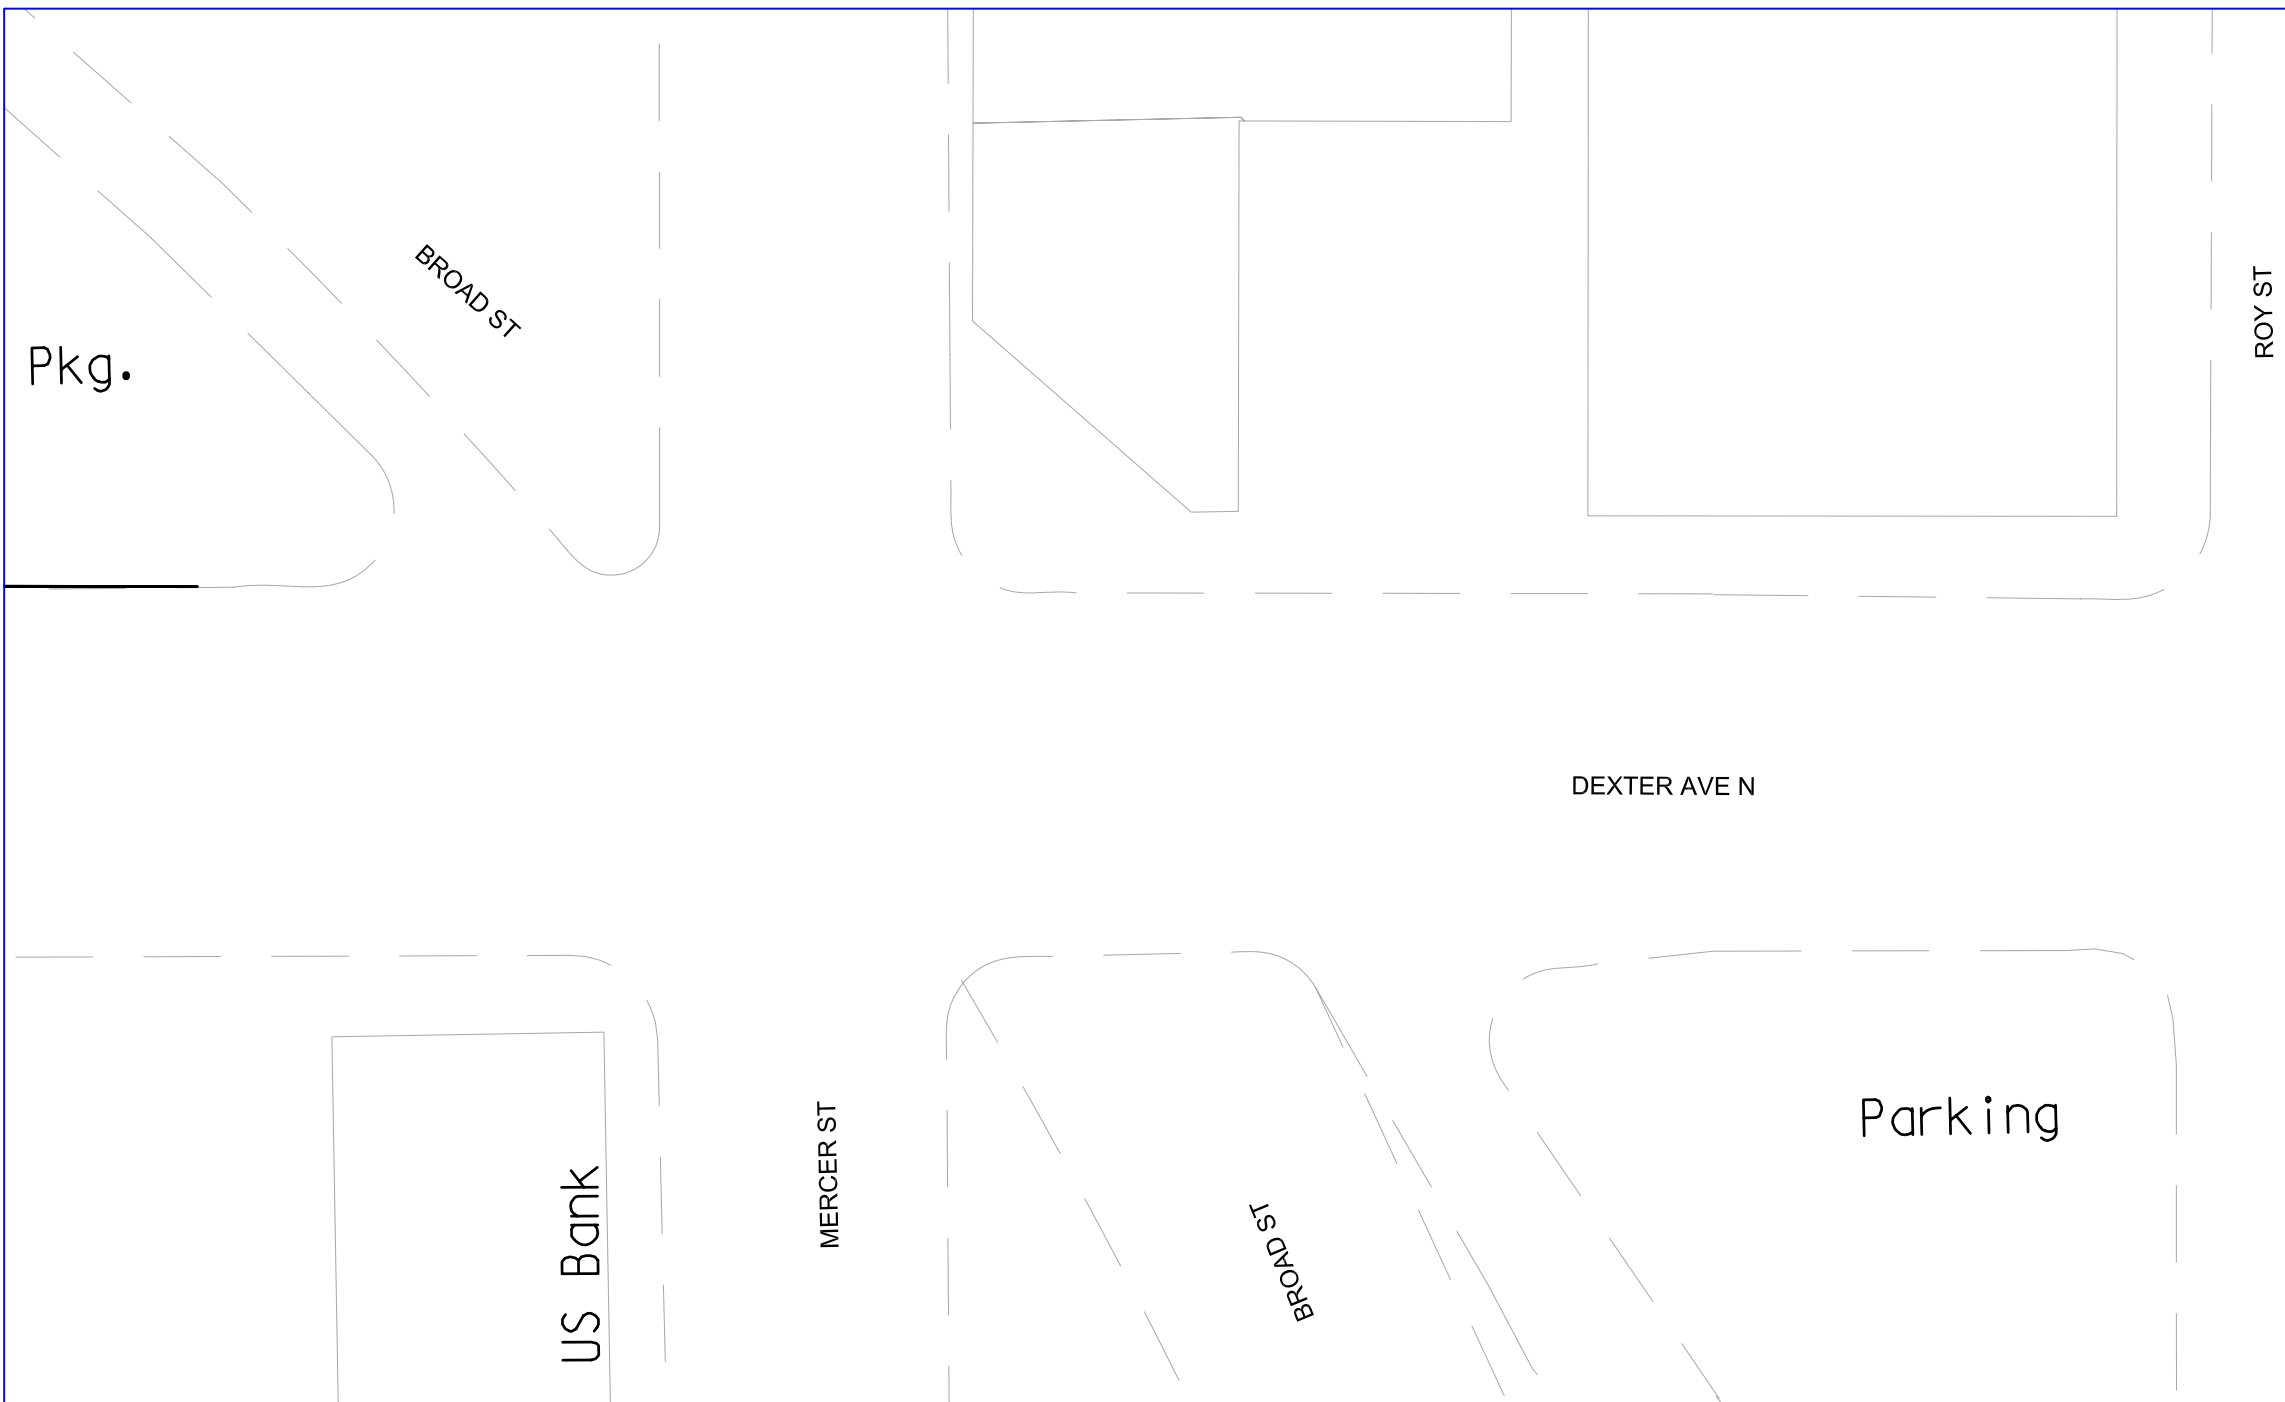 BROAD ST
ROY ST
Pkg.
DEXTER AVE N
Parking
MERCER ST
US Bank
BROAD ST